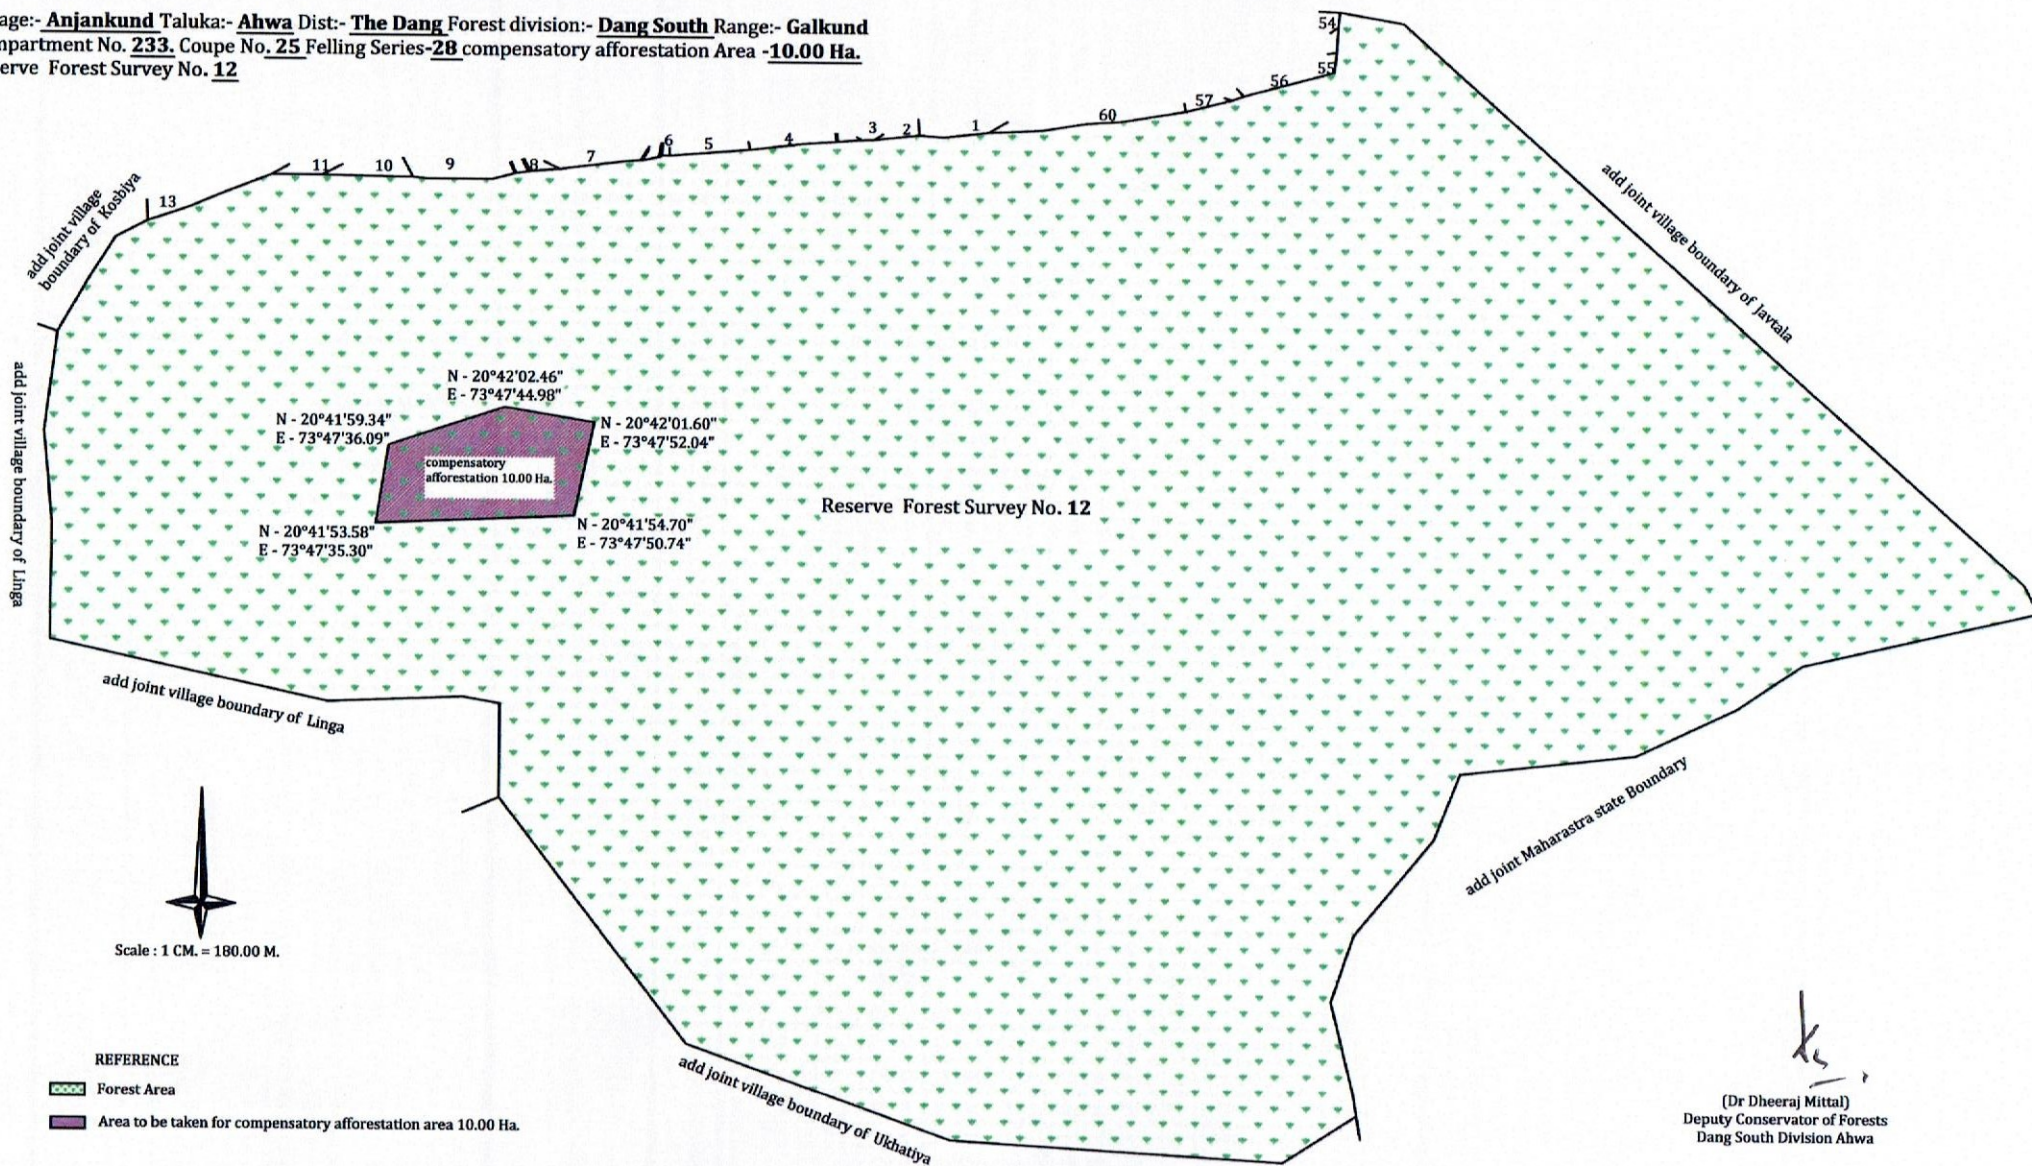 age:- Anjankund Taluka:- Ahwa Dist:- The Dang Forest division:- Dang South Range:- Galkund
mpartment No. 233. Coupe No. 25 Felling Series-28 compensatory afforestation Area -10.00 Ha.
erve Forest Survey No. 12
54
55
56
57
60
1
2
3
4
5
6
7
8
9
10
11
13
add joint village
boundary of Kosbiya
add joint village boundary of Javtala
add joint village boundary of Linga
N - 20°42'02.46"
E - 73°47'44.98"
N - 20°41'59.34"
E - 73°47'36.09"
N - 20°42'01.60"
E - 73°47'52.04"
compensatory
afforestation 10.00 Ha.
Reserve Forest Survey No. 12
N - 20°41'53.58"
E - 73°47'35.30"
N - 20°41'54.70"
E - 73°47'50.74"
add joint village boundary of Linga
add joint Maharastra state Boundary
Scale : 1 CM. = 180.00 M.
add joint village boundary of Ukhatiya
REFERENCE
Forest Area
Area to be taken for compensatory afforestation area 10.00 Ha.
(Dr Dheeraj Mittal)
Deputy Conservator of Forests
Dang South Division Ahwa